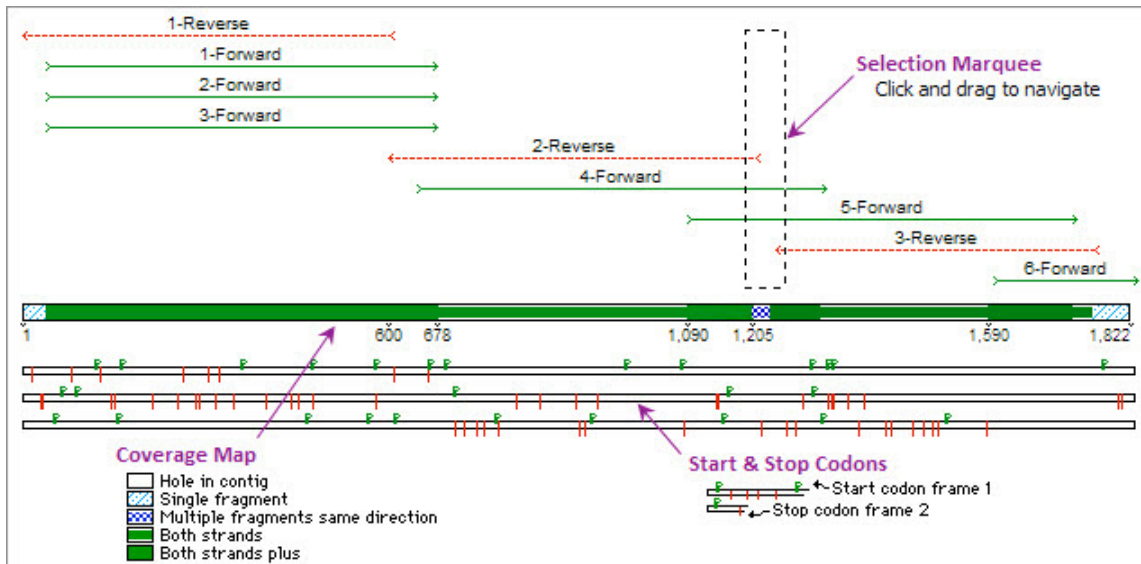 1-Reverse
1-Forward
2-Forward
3-Forward
Selection Marquee
Click and drag to navigate
2-Reverse
4-Forward
5-Forward
3-Reverse
6-Forward
1 600 678 1,090 1,205 1,590 1,822
Coverage Map
Hole in contig
Single fragment
Multiple fragments same direction
Both strands
Both strands plus
Start & Stop Codons
Start codon frame 1
Stop codon frame 2